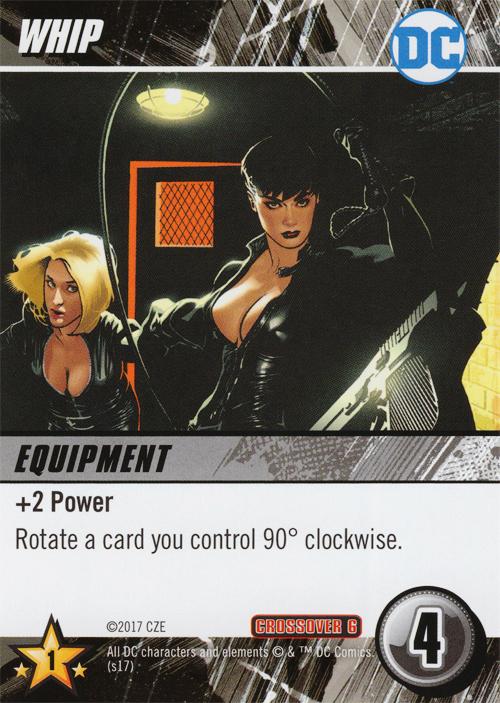 WHIP
DC
EQUIPMENT
+2 Power
Rotate a card you control 90° clockwise.
1
©2017 CZE
CROSSOVER 6
All DC characters and elements © & ™ DC Comics.
(s17)
4